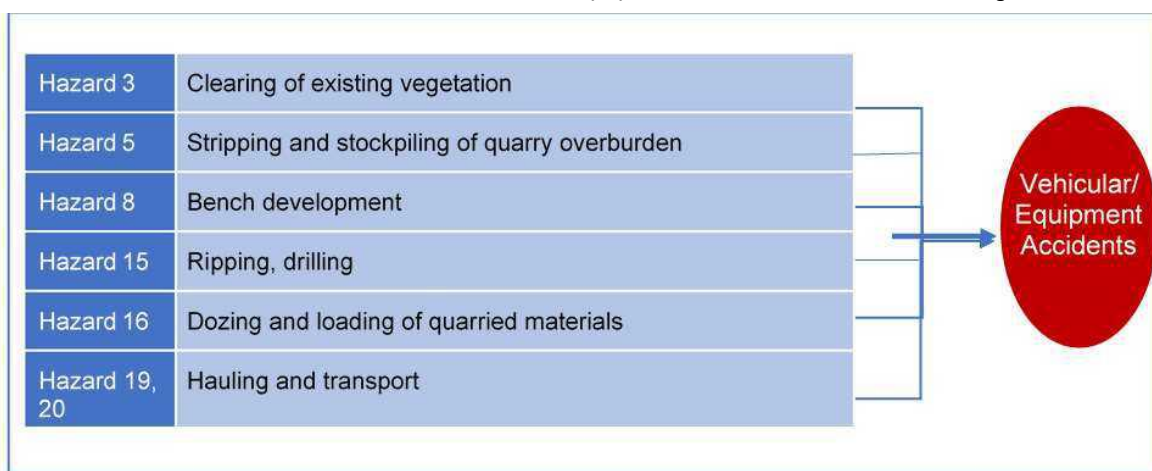 Hazard 3 Clearing of existing vegetation
Hazard 5 Stripping and stockpiling of quarry overburden
Hazard 8 Bench development
Hazard 15 Ripping, drilling
Hazard 16 Dozing and loading of quarried materials
Hazard 19, Hauling and transport
20
Vehicular/
Equipment
Accidents